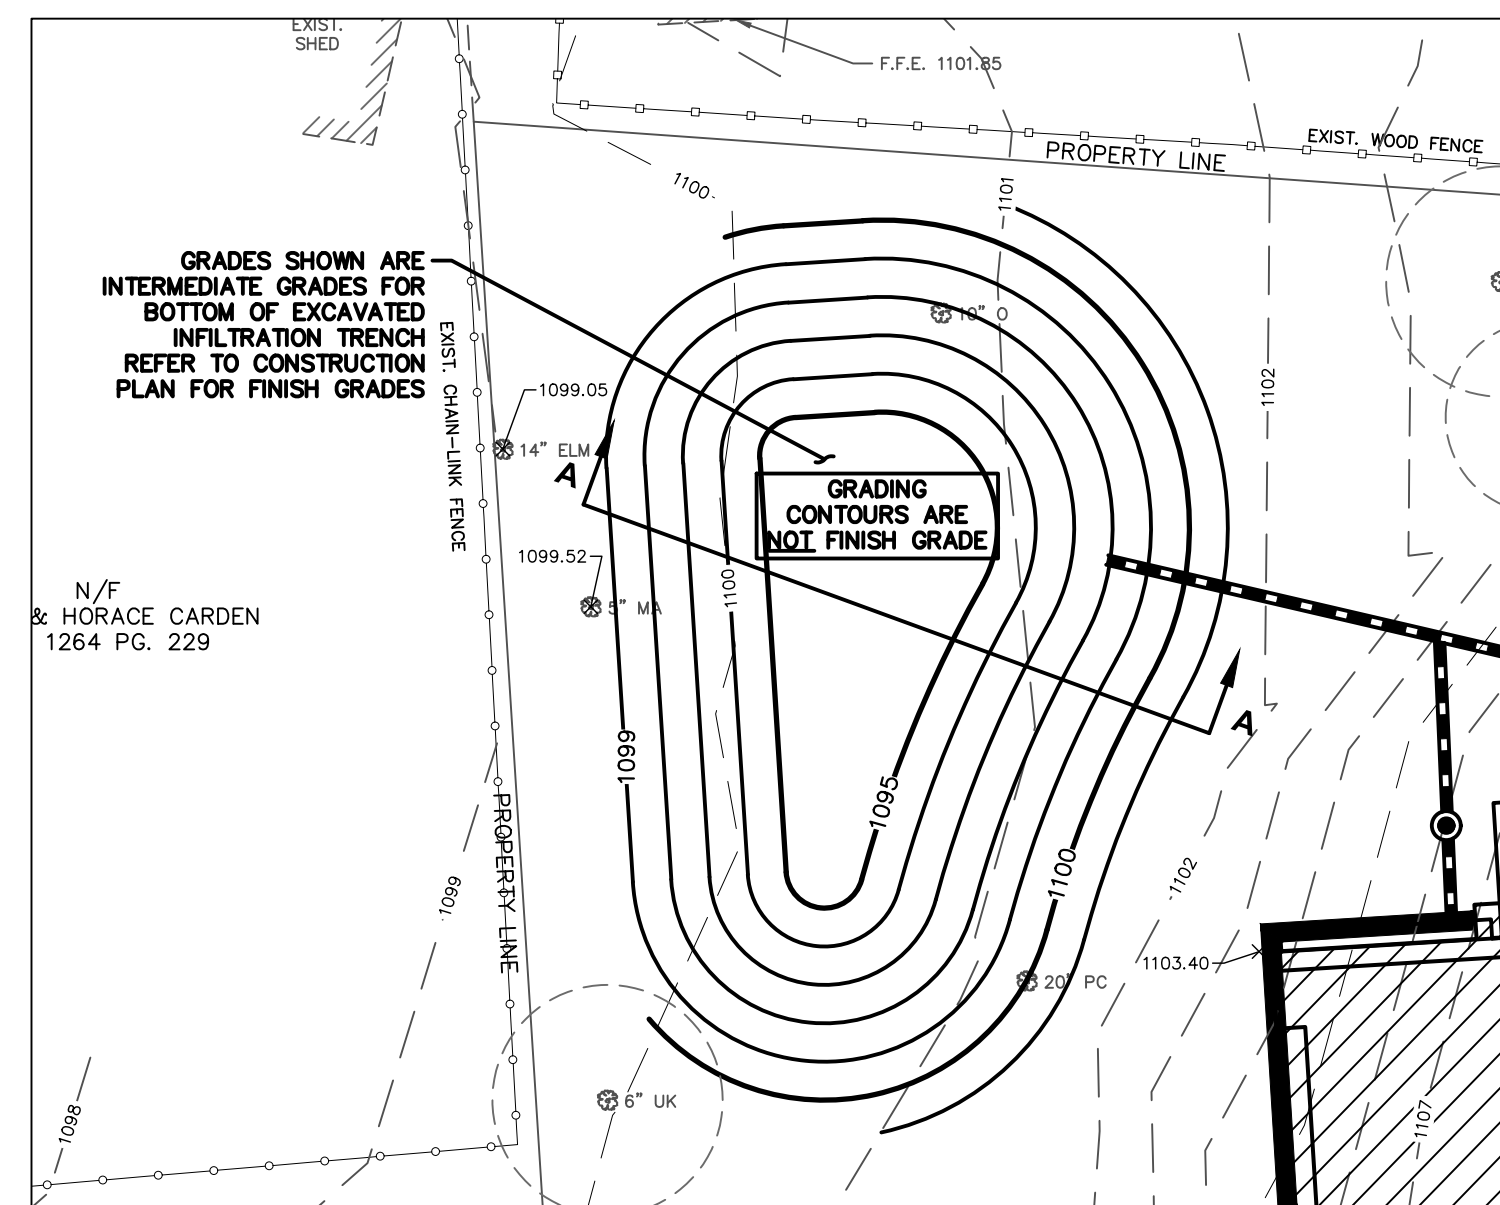 EXIST.
SHED
F.F.E. 1101.85
EXIST. WOOD FENCE
PROPERTY LINE
1100
1101
GRADES SHOWN ARE
INTERMEDIATE GRADES FOR
BOTTOM OF EXCAVATED
INFILTRATION TRENCH
REFER TO CONSTRUCTION
PLAN FOR FINISH GRADES
10" O
EXIST. CHAIN-LINK FENCE
1099.05
14" ELM
A
1102
GRADING
CONTOURS ARE
NOT FINISH GRADE
1099.52
5" MA
1100
N/F
& HORACE CARDEN
1264 PG. 229
A
1099
1095
PROPERTY LINE
1099
1100
1102
1103.40
20" PC
6" UK
1098
1107